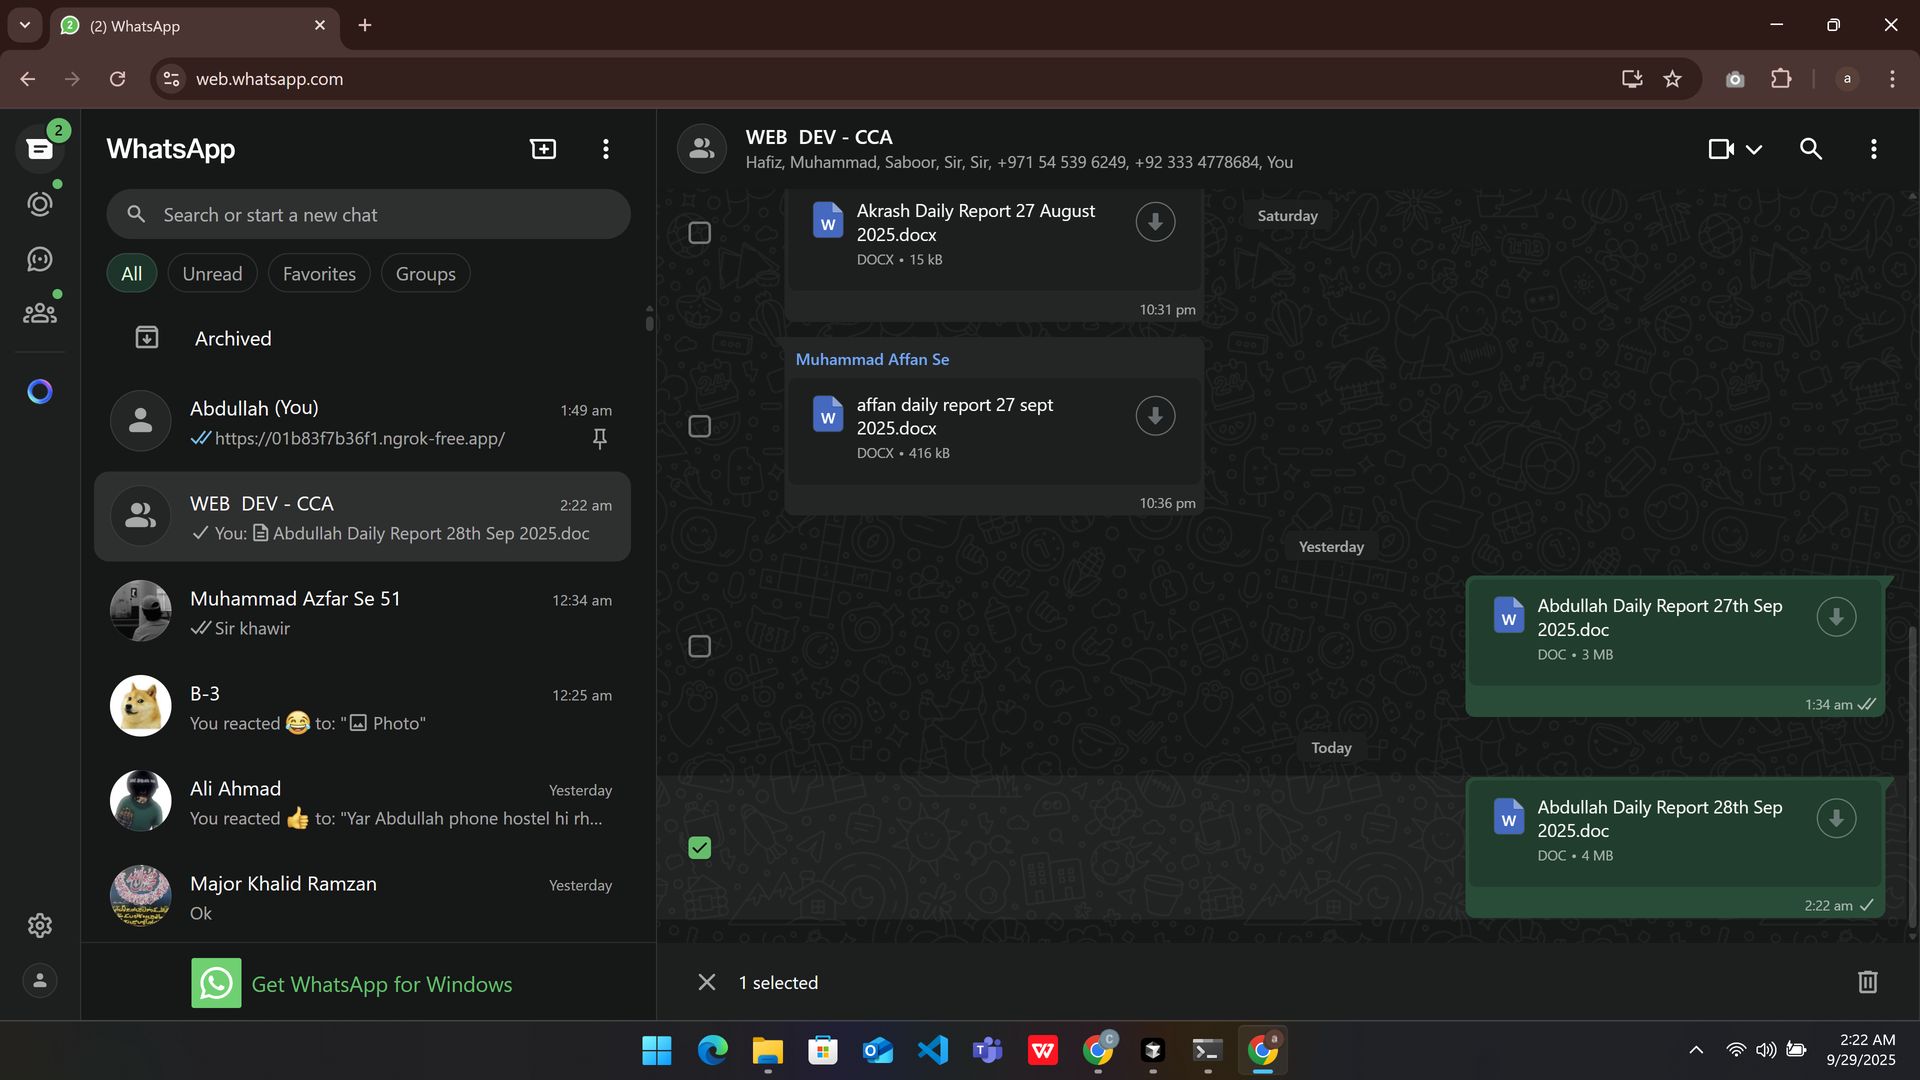 (2) WhatsApp
web.whatsapp.com
a
2
WhatsApp
Search or start a new chat
All
Unread
Favorites
Groups
Archived
Abdullah (You)
1:49 am
https://01b83f7b36f1.ngrok-free.app/
WEB DEV - CCA
2:22 am
You: Abdullah Daily Report 28th Sep 2025.doc
Muhammad Azfar Se 51
12:34 am
Sir khawir
B-3
12:25 am
You reacted 😂 to: "Photo"
Ali Ahmad
Yesterday
You reacted 👍 to: "Yar Abdullah phone hostel hi rh...
Major Khalid Ramzan
Yesterday
Ok
Get WhatsApp for Windows
WEB DEV - CCA
Hafiz, Muhammad, Saboor, Sir, Sir, +971 54 539 6249, +92 333 4778684, You
Saturday
W
Akrash Daily Report 27 August
2025.docx
DOCX • 15 kB
10:31 pm
Muhammad Affan Se
W
affan daily report 27 sept
2025.docx
DOCX • 416 kB
10:36 pm
Yesterday
W
Abdullah Daily Report 27th Sep
2025.doc
DOC • 3 MB
1:34 am
Today
W
Abdullah Daily Report 28th Sep
2025.doc
DOC • 4 MB
2:22 am
1 selected
2:22 AM
9/29/2025